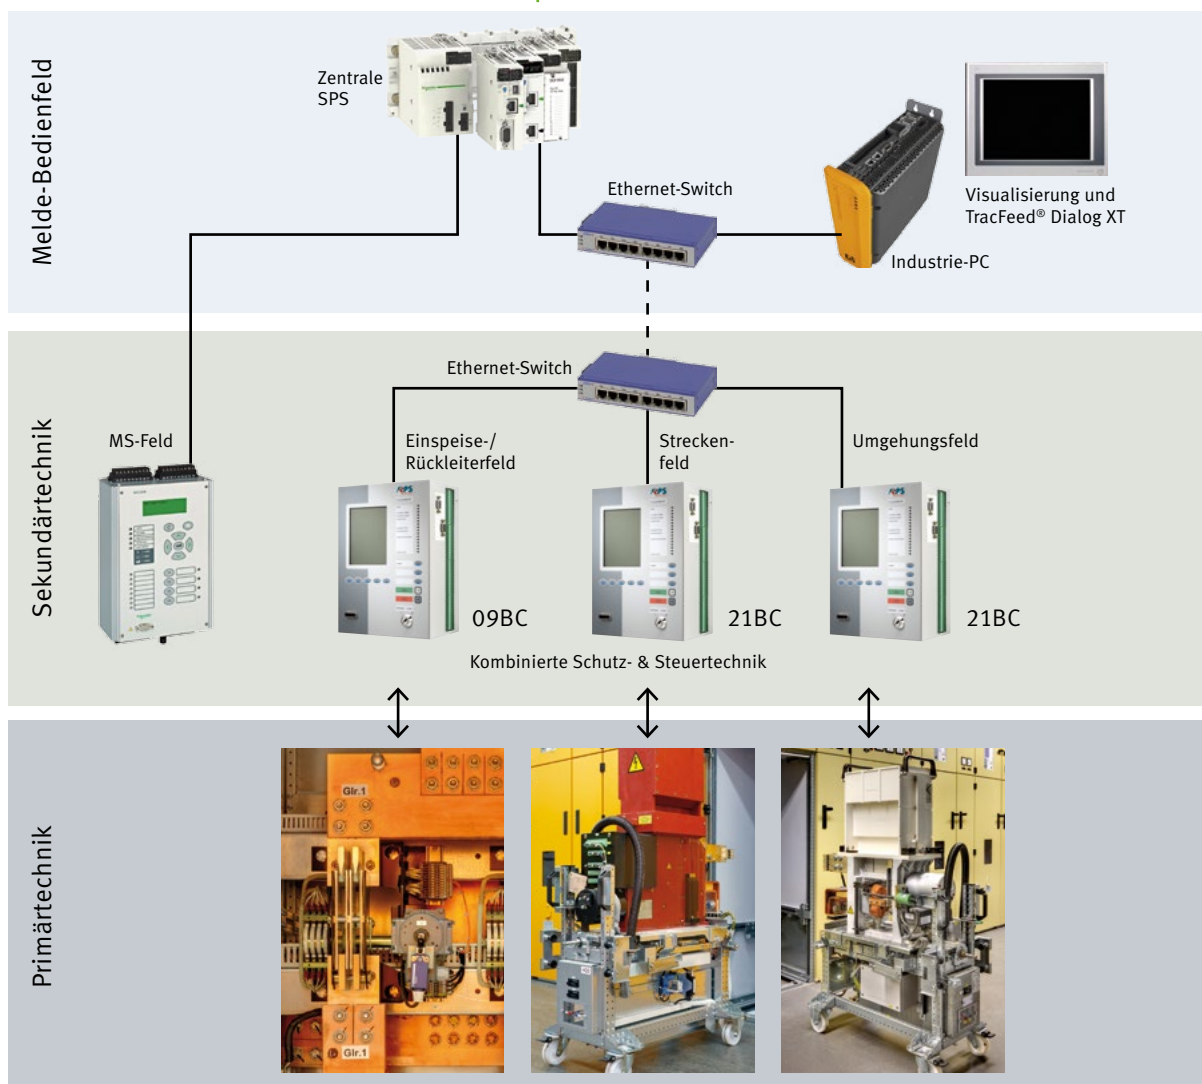 Melde-Bedienfeld
Zentrale
SPS
Ethernet-Switch
Visualisierung und
TracFeed® Dialog XT
Industrie-PC
Sekundärtechnik
Ethernet-Switch
MS-Feld
Einspeise-/
Rückleiterfeld
Strecken-
feld
Umgehungsfeld
09BC
21BC
21BC
Kombinierte Schutz- & Steuertechnik
Primärtechnik
Glr.1
Glr.1